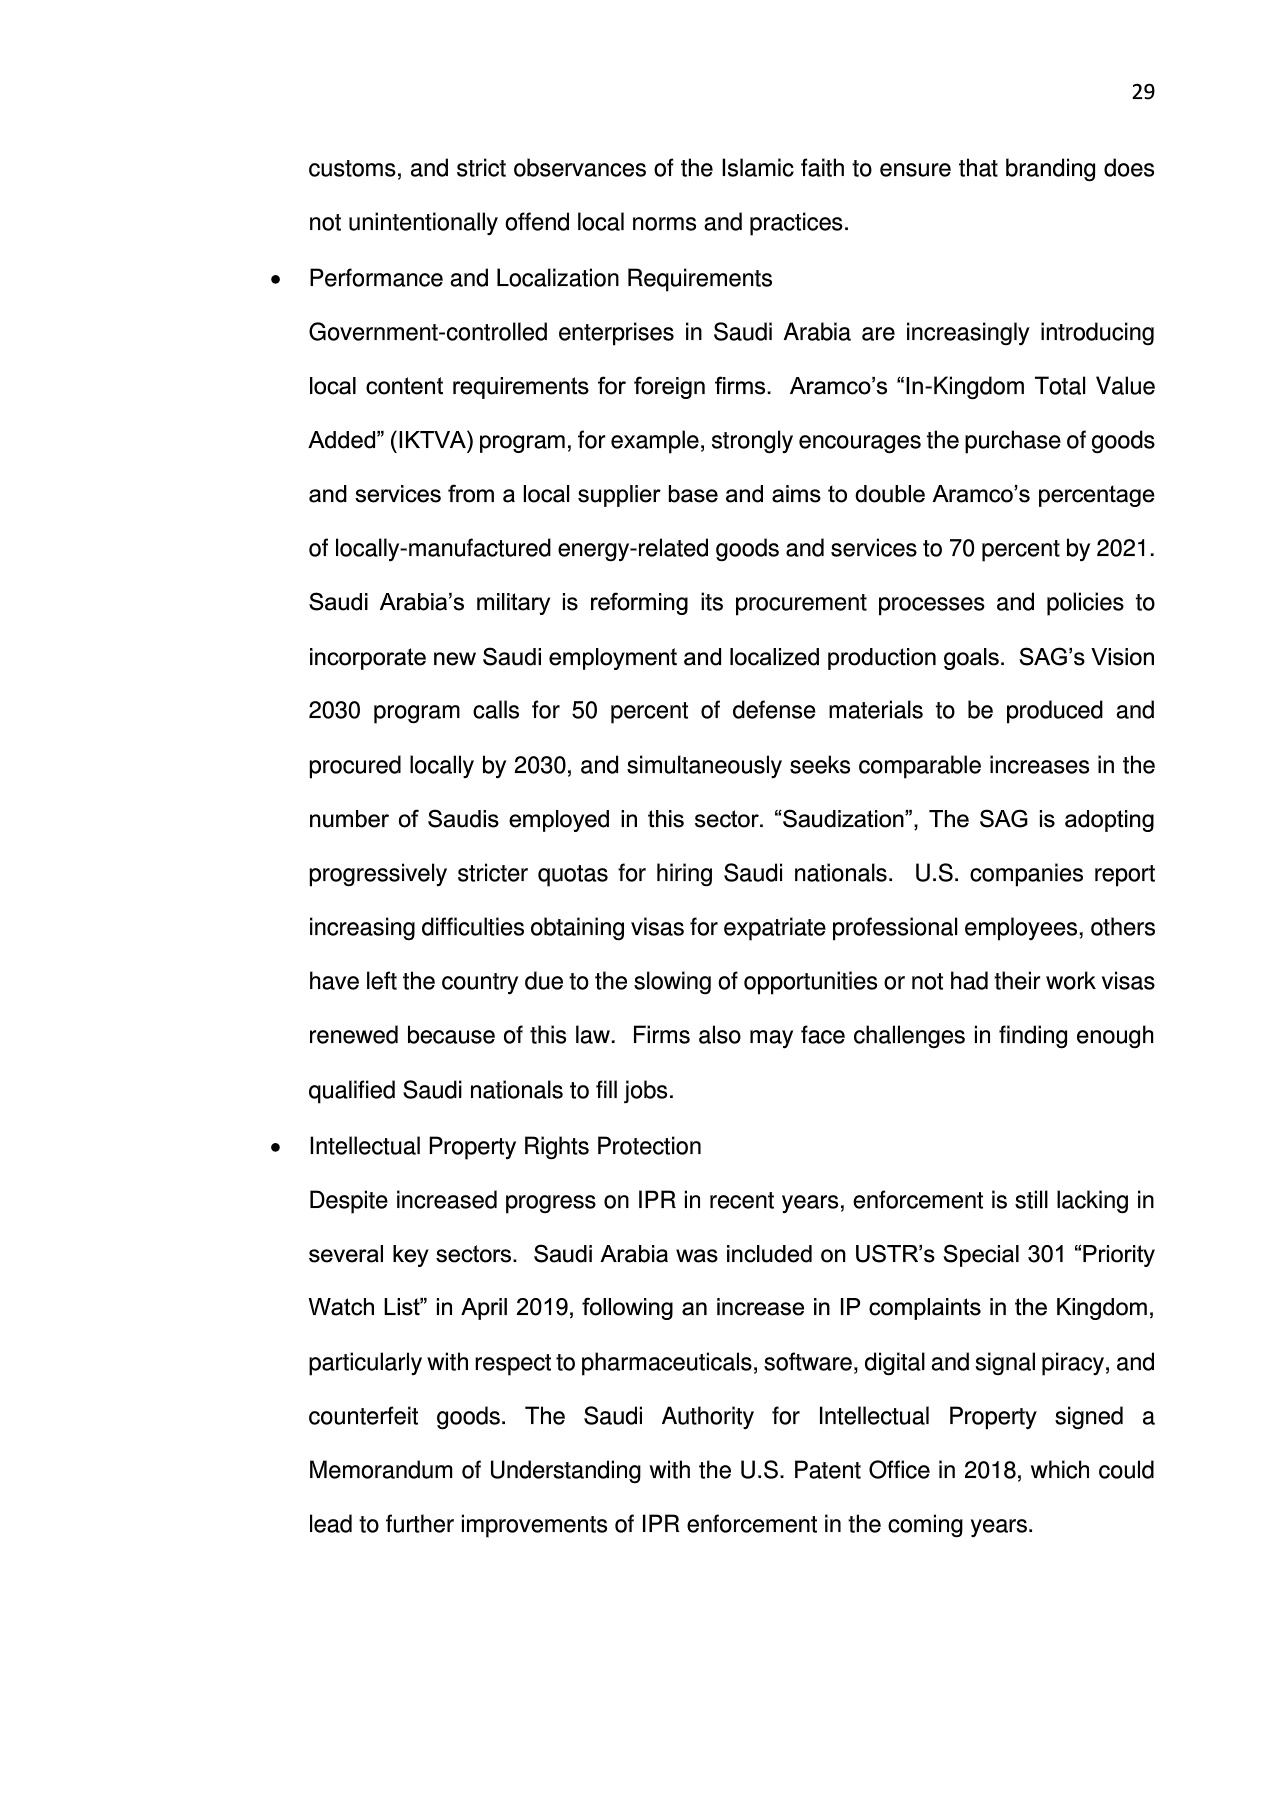 29
customs, and strict observances of the Islamic faith to ensure that branding does
not unintentionally offend local norms and practices.
• Performance and Localization Requirements
Government-controlled enterprises in Saudi Arabia are increasingly introducing
local content requirements for foreign firms.  Aramco’s “In-Kingdom Total Value
Added” (IKTVA) program, for example, strongly encourages the purchase of goods
and services from a local supplier base and aims to double Aramco’s percentage
of locally-manufactured energy-related goods and services to 70 percent by 2021.
Saudi Arabia’s military is reforming its procurement processes and policies to
incorporate new Saudi employment and localized production goals.  SAG’s Vision
2030 program calls for 50 percent of defense materials to be produced and
procured locally by 2030, and simultaneously seeks comparable increases in the
number of Saudis employed in this sector. “Saudization”, The SAG is adopting
progressively stricter quotas for hiring Saudi nationals.  U.S. companies report
increasing difficulties obtaining visas for expatriate professional employees, others
have left the country due to the slowing of opportunities or not had their work visas
renewed because of this law.  Firms also may face challenges in finding enough
qualified Saudi nationals to fill jobs.
• Intellectual Property Rights Protection
Despite increased progress on IPR in recent years, enforcement is still lacking in
several key sectors.  Saudi Arabia was included on USTR’s Special 301 “Priority
Watch List” in April 2019, following an increase in IP complaints in the Kingdom,
particularly with respect to pharmaceuticals, software, digital and signal piracy, and
counterfeit goods. The Saudi Authority for Intellectual Property signed a
Memorandum of Understanding with the U.S. Patent Office in 2018, which could
lead to further improvements of IPR enforcement in the coming years.